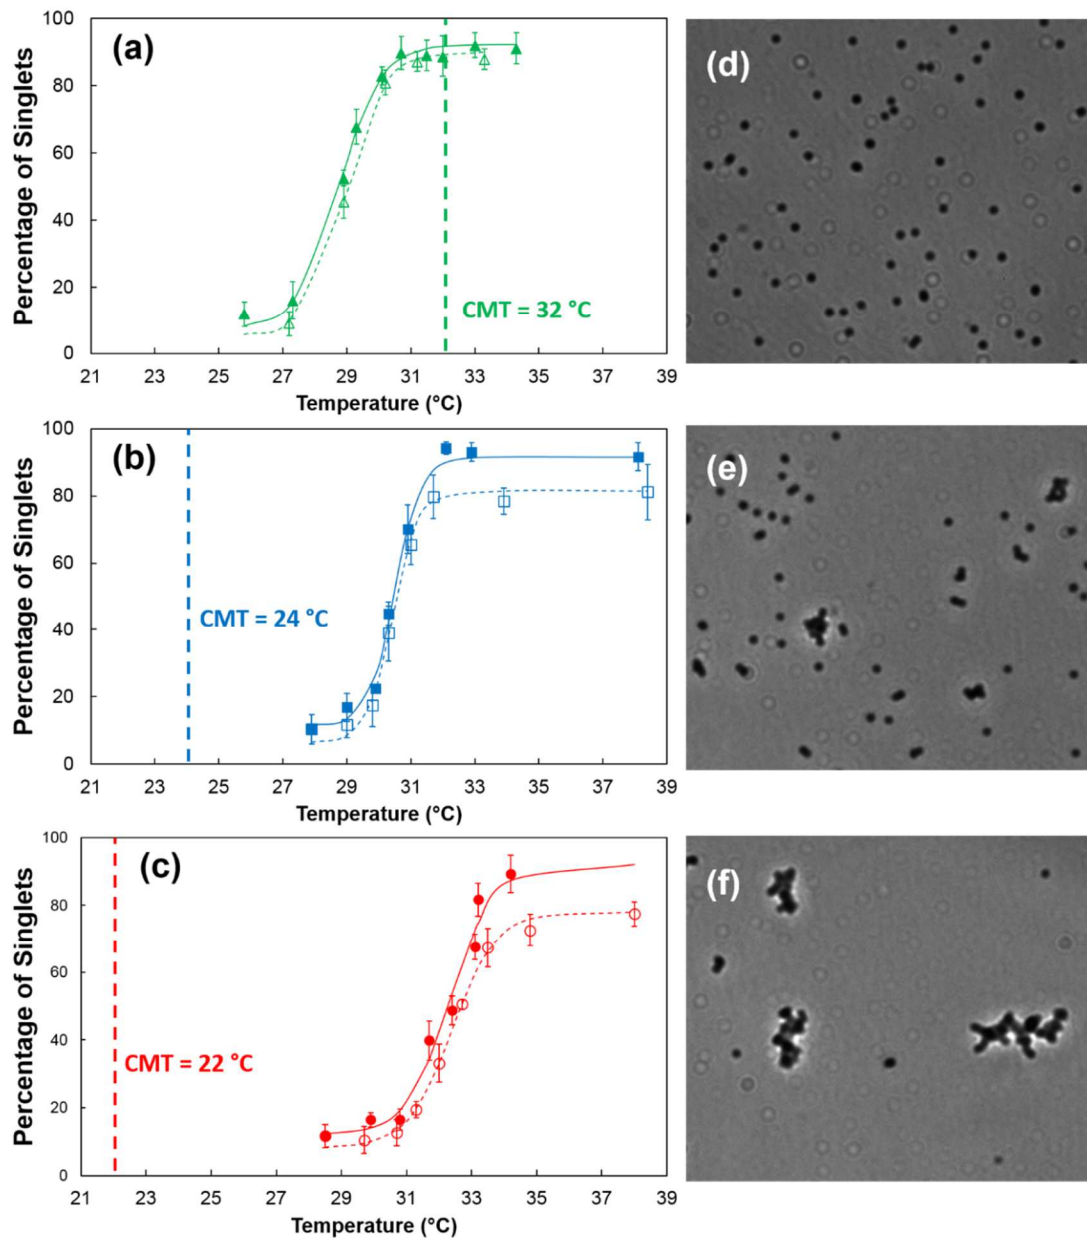 (a)
Percentage of Singlets
100
80
60
40
20
0
CMT = 32 °C
21 23 25 27 29 31 33 35 37 39
Temperature (°C)
(d)
(b)
Percentage of Singlets
100
80
60
40
20
0
CMT = 24 °C
21 23 25 27 29 31 33 35 37 39
Temperature (°C)
(e)
(c)
Percentage of Singlets
100
80
60
40
20
0
CMT = 22 °C
21 23 25 27 29 31 33 35 37 39
Temperature (°C)
(f)